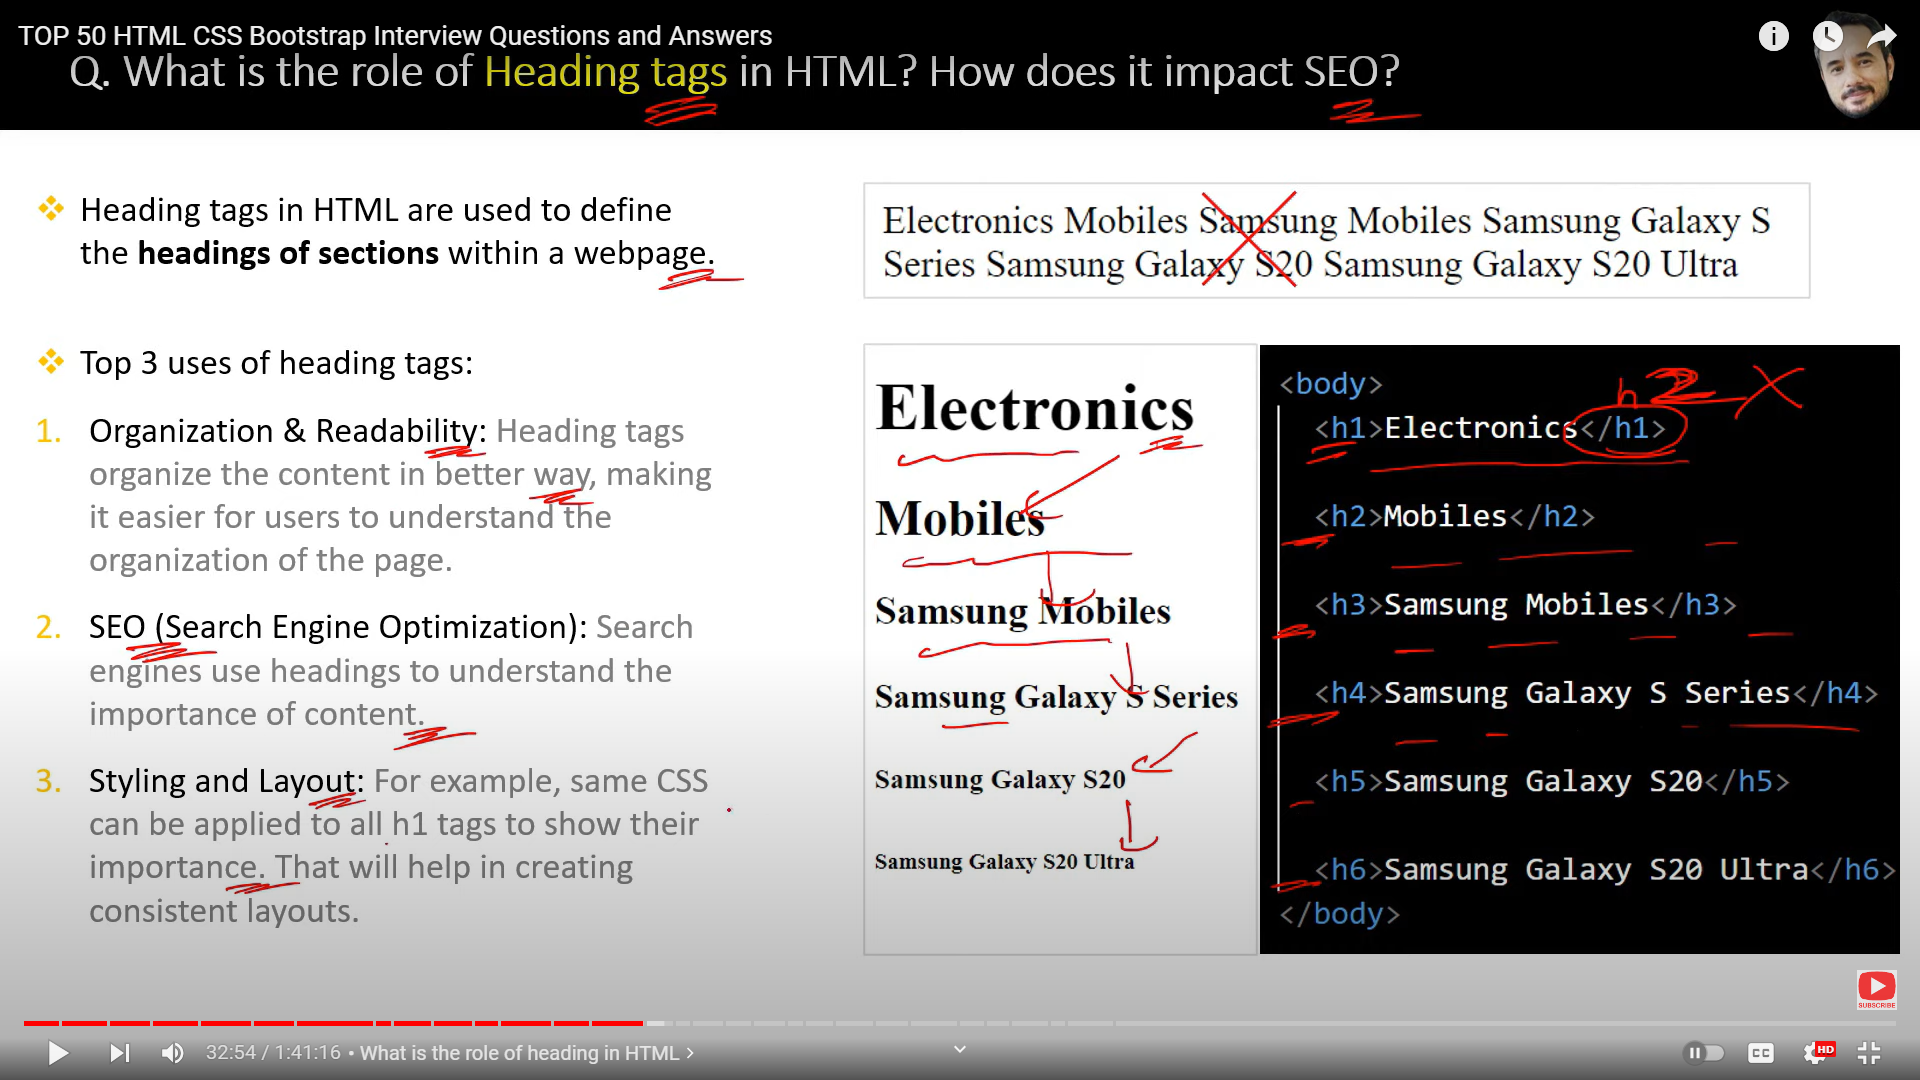 TOP 50 HTML CSS Bootstrap Interview Questions and Answers
Q. What is the role of Heading tags in HTML? How does it impact SEO?
Heading tags in HTML are used to define
the headings of sections within a webpage.
Top 3 uses of heading tags:
1. Organization & Readability: Heading tags
organize the content in better way, making
it easier for users to understand the
organization of the page.
2. SEO (Search Engine Optimization): Search
engines use headings to understand the
importance of content.
3. Styling and Layout: For example, same CSS
can be applied to all h1 tags to show their
importance. That will help in creating
consistent layouts.
Electronics Mobiles Samsung Mobiles Samsung Galaxy S
Series Samsung Galaxy S20 Samsung Galaxy S20 Ultra
Electronics
Mobiles
Samsung Mobiles
Samsung Galaxy S Series
Samsung Galaxy S20
Samsung Galaxy S20 Ultra
<body>
h2
<h1>Electronics</h1>
<h2>Mobiles</h2>
<h3>Samsung Mobiles</h3>
<h4>Samsung Galaxy S Series</h4>
<h5>Samsung Galaxy S20</h5>
<h6>Samsung Galaxy S20 Ultra</h6>
</body>
SUBSCRIBE
32:54 / 1:41:16 • What is the role of heading in HTML >
CC
HD